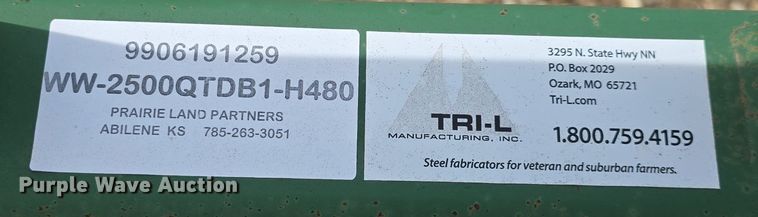 9906191259
WW-2500QTDB1-H480
PRAIRIE LAND PARTNERS
ABILENE KS 785-263-3051
3295 N. State Hwy NN
P.O. Box 2029
Ozark, MO 65721
Tri-L.com
TRI-L
MANUFACTURING, INC.
1.800.759.4159
Steel fabricators for veteran and suburban farmers.
Purple Wave Auction